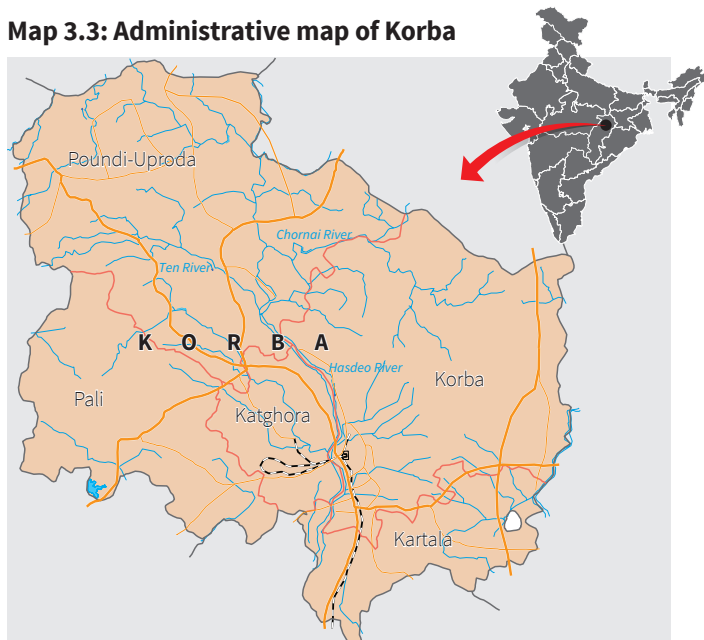 Map 3.3: Administrative map of Korba
Poundi-Uproda
Chornai River
Ten River
K O R B A
Hasdeo River
Korba
Pali
Katghora
Kartala